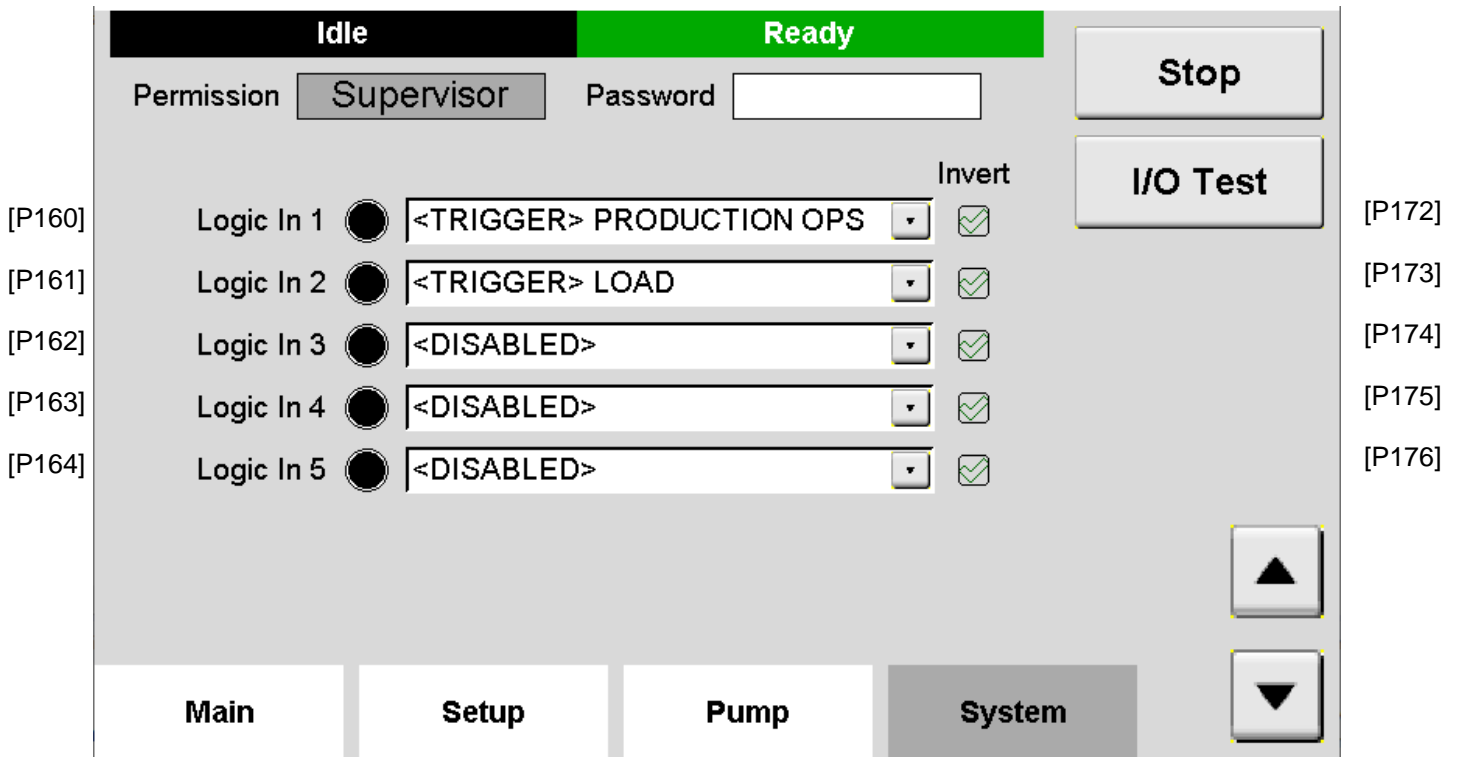 Idle Ready
Stop
Permission Supervisor Password
I/O Test
Invert
[P160] Logic In 1 <TRIGGER> PRODUCTION OPS [P172]
[P161] Logic In 2 <TRIGGER> LOAD [P173]
[P162] Logic In 3 <DISABLED> [P174]
[P163] Logic In 4 <DISABLED> [P175]
[P164] Logic In 5 <DISABLED> [P176]
Main Setup Pump System